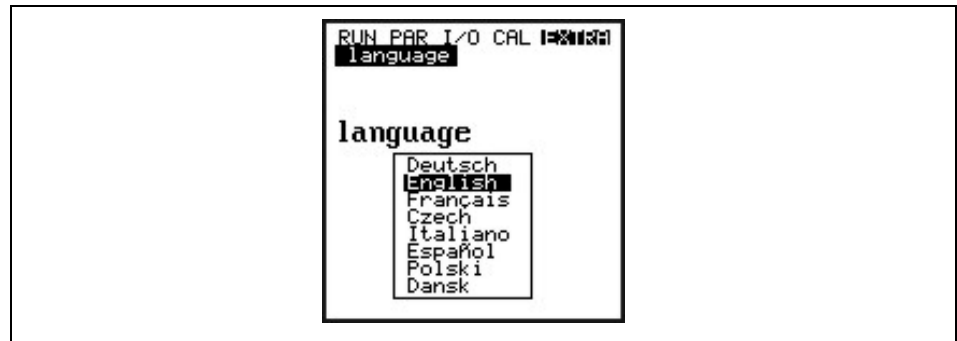 RUN PAR I/O CAL EXTRA
language
language
Deutsch
English
Français
Czech
Italiano
Español
Polski
Dansk